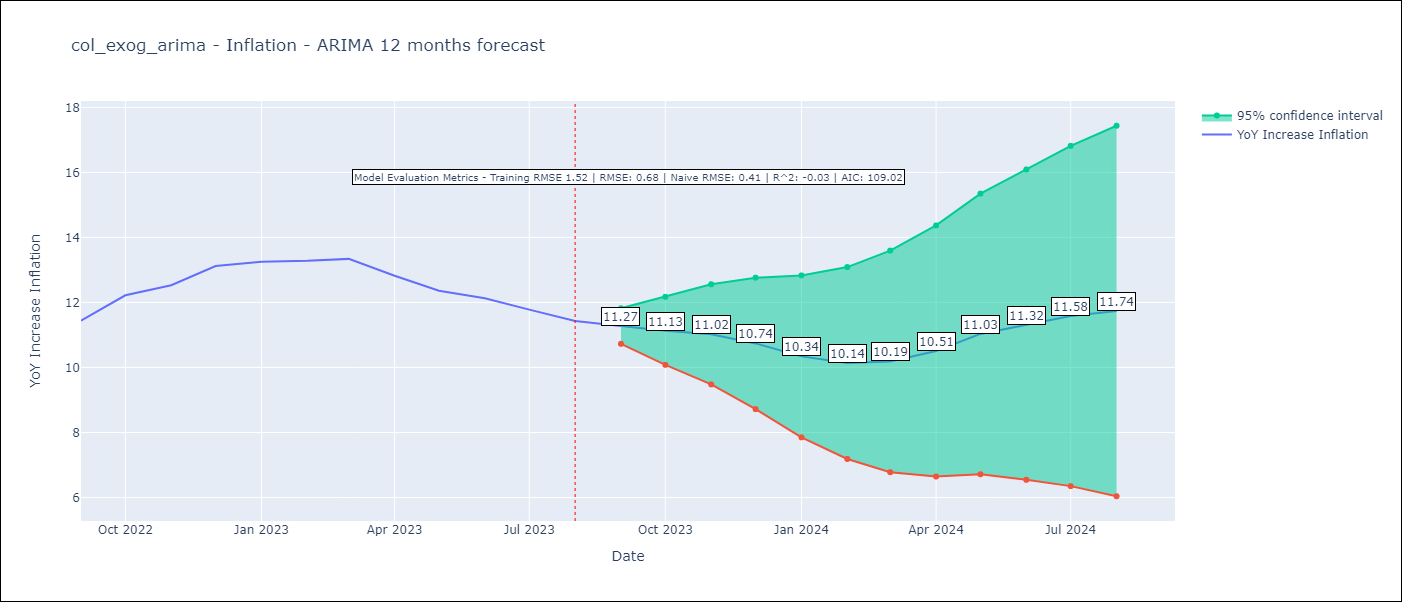 col_exog_arima - Inflation - ARIMA 12 months forecast
18
16
14
12
10
8
6
YoY Increase Inflation
95% confidence interval
YoY Increase Inflation
Model Evaluation Metrics - Training RMSE 1.52 | RMSE: 0.68 | Naive RMSE: 0.41 | R^2: -0.03 | AIC: 109.02
11.27
11.13
11.02
10.74
10.34
10.14
10.19
10.51
11.03
11.32
11.58
11.74
Oct 2022
Jan 2023
Apr 2023
Jul 2023
Oct 2023
Jan 2024
Apr 2024
Jul 2024
Date